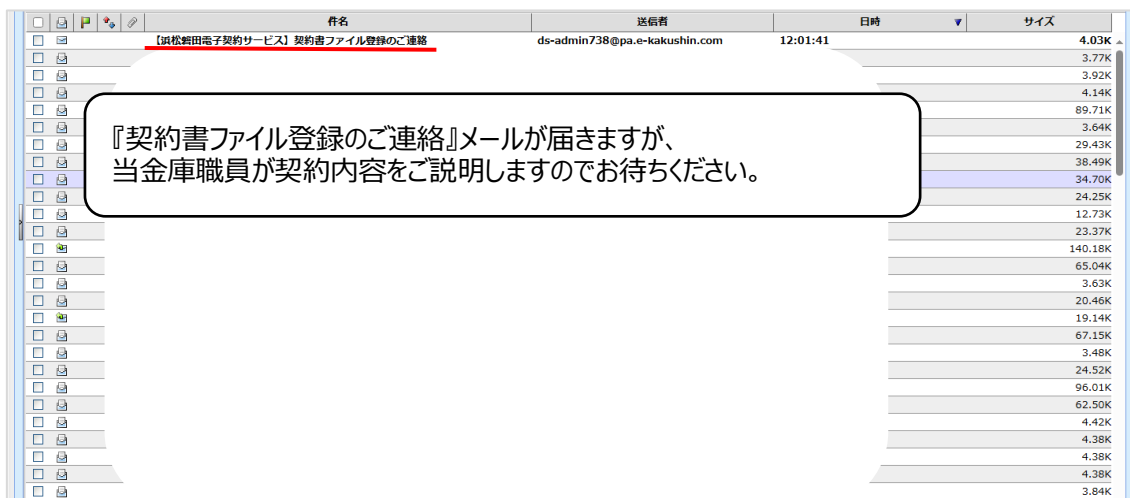 件名 送信者 日時 ▼ サイズ
【浜松磐田電子契約サービス】契約書ファイル登録のご連絡 ds-admin738@pa.e-kakushin.com 12:01:41 4.03K
3.77K
3.92K
4.14K
89.71K
『契約書ファイル登録のご連絡』メールが届きますが、
当金庫職員が契約内容をご説明しますのでお待ちください。
3.64K
29.43K
38.49K
34.70K
24.25K
12.73K
23.37K
140.18K
65.04K
3.63K
20.46K
19.14K
67.15K
3.48K
24.52K
96.01K
62.50K
4.42K
4.38K
4.38K
4.38K
3.84K